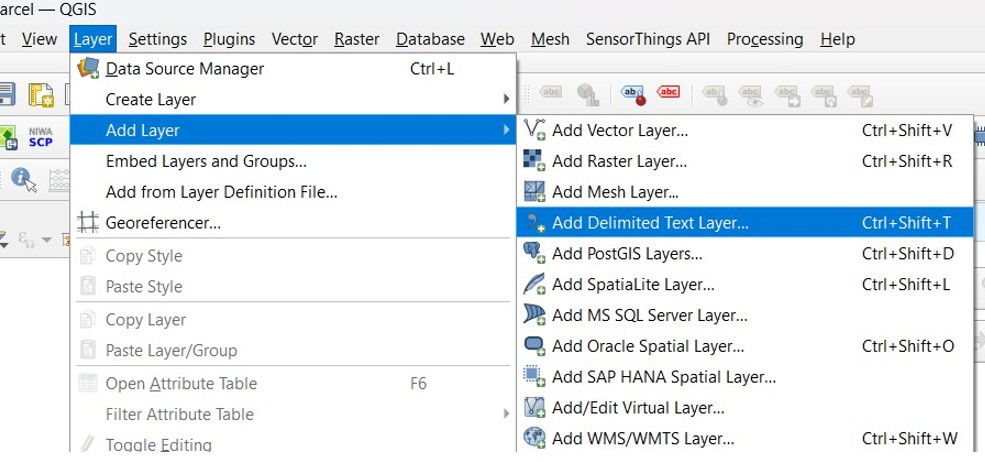 arcel — QGIS
t View Layer Settings Plugins Vector Raster Database Web Mesh SensorThings API Processing Help
Data Source Manager Ctrl+L
Create Layer
Add Layer
Embed Layers and Groups...
Add from Layer Definition File...
Georeferencer...
Copy Style
Paste Style
Copy Layer
Paste Layer/Group
Open Attribute Table F6
Filter Attribute Table
Toggle Editing
abc
ab
abc
NIWA
SCP
Add Vector Layer... Ctrl+Shift+V
Add Raster Layer... Ctrl+Shift+R
Add Mesh Layer...
Add Delimited Text Layer... Ctrl+Shift+T
Add PostGIS Layers... Ctrl+Shift+D
Add SpatiaLite Layer... Ctrl+Shift+L
Add MS SQL Server Layer...
Add Oracle Spatial Layer... Ctrl+Shift+O
Add SAP HANA Spatial Layer...
Add/Edit Virtual Layer...
Add WMS/WMTS Layer... Ctrl+Shift+W